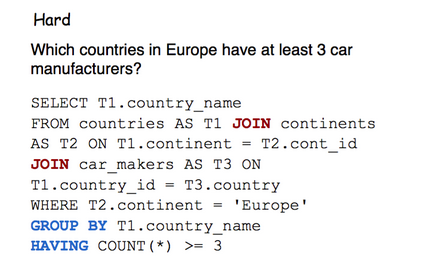 Hard
Which countries in Europe have at least 3 car
manufacturers?
SELECT T1.country_name
FROM countries AS T1 JOIN continents
AS T2 ON T1.continent = T2.cont_id
JOIN car_makers AS T3 ON
T1.country_id = T3.country
WHERE T2.continent = 'Europe'
GROUP BY T1.country_name
HAVING COUNT(*) >= 3